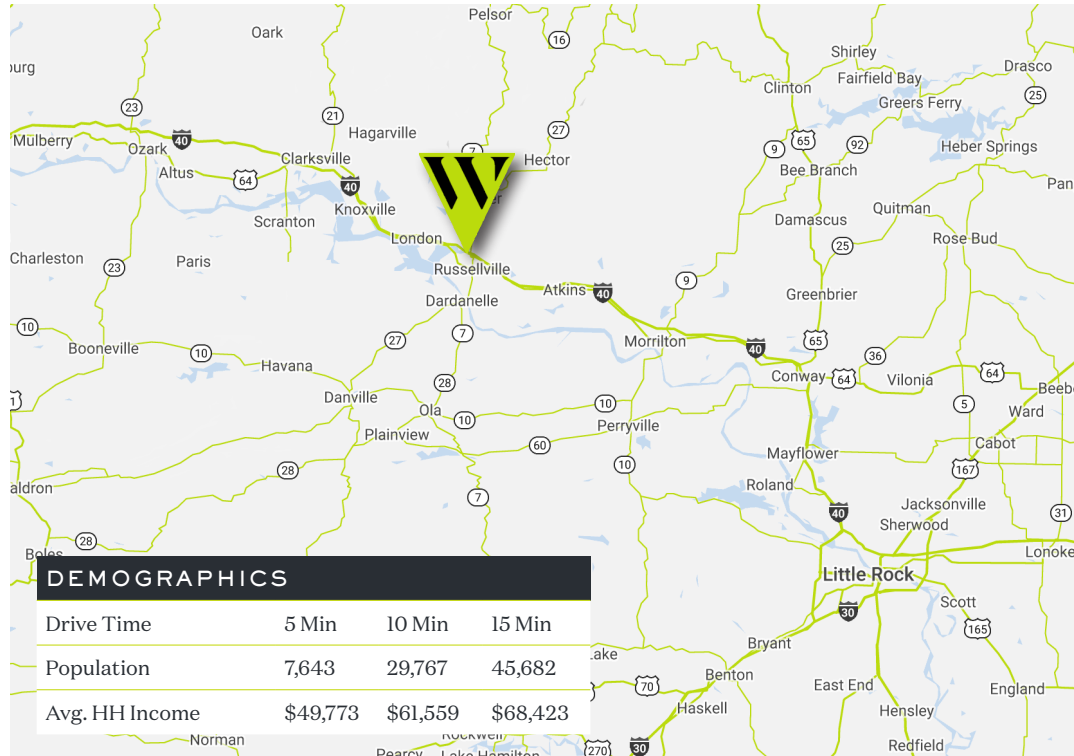 Pelsor
Oark
16
Shirley
Drasco
Fairfield Bay
Clinton
Greers Ferry
25
23
21
Hagarville
27
Mulberry
40
Ozark
Clarksville
7
Hector
9
65
92
Heber Springs
Altus
64
40
Bee Branch
Knoxville
Scranton
Damascus
Quitman
London
25
Rose Bud
Charleston
23
Paris
Russellville
9
Dardanelle
Atkins
40
Greenbrier
10
Booneville
10
27
7
Morrilton
40
65
36
Havana
28
Conway
64
Vilonia
64
Danville
Ola
10
10
5
Ward
Plainview
60
Perryville
Cabot
28
10
Mayflower
167
7
Roland
Jacksonville
40
31
Sherwood
28
Lonoke
Little Rock
30
Scott
165
Bryant
Benton
70
Haskell
East End
England
Hensley
Norman
270
30
Redfield
DEMOGRAPHICS
Drive Time 5 Min 10 Min 15 Min
Population 7,643 29,767 45,682
Avg. HH Income $49,773 $61,559 $68,423